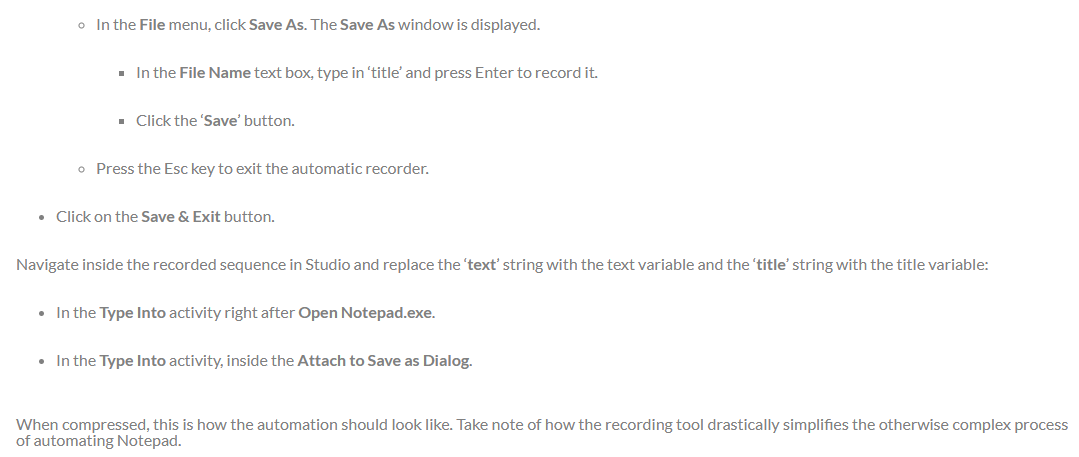 In the File menu, click Save As. The Save As window is displayed.
In the File Name text box, type in ‘title’ and press Enter to record it.
Click the ‘Save’ button.
Press the Esc key to exit the automatic recorder.
Click on the Save & Exit button.
Navigate inside the recorded sequence in Studio and replace the ‘text’ string with the text variable and the ‘title’ string with the title variable:
In the Type Into activity right after Open Notepad.exe.
In the Type Into activity, inside the Attach to Save as Dialog.
When compressed, this is how the automation should look like. Take note of how the recording tool drastically simplifies the otherwise complex process
of automating Notepad.